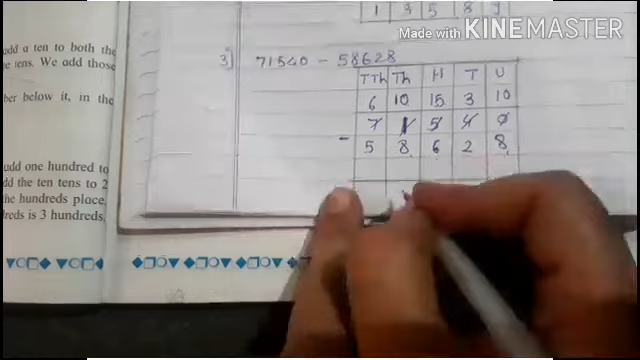 1 9 5 8 9
Made with KINEMASTER
add a ten to both the
e tens. We add those
ber below it, in the
add one hundred to
dd the ten tens to 2
the hundreds place.
dreds is 3 hundreds.
3) 71540 - 58628
TTh Th H T U
6 10 15 3 10
7 1 5 4 0
- 5 8 6 2 8